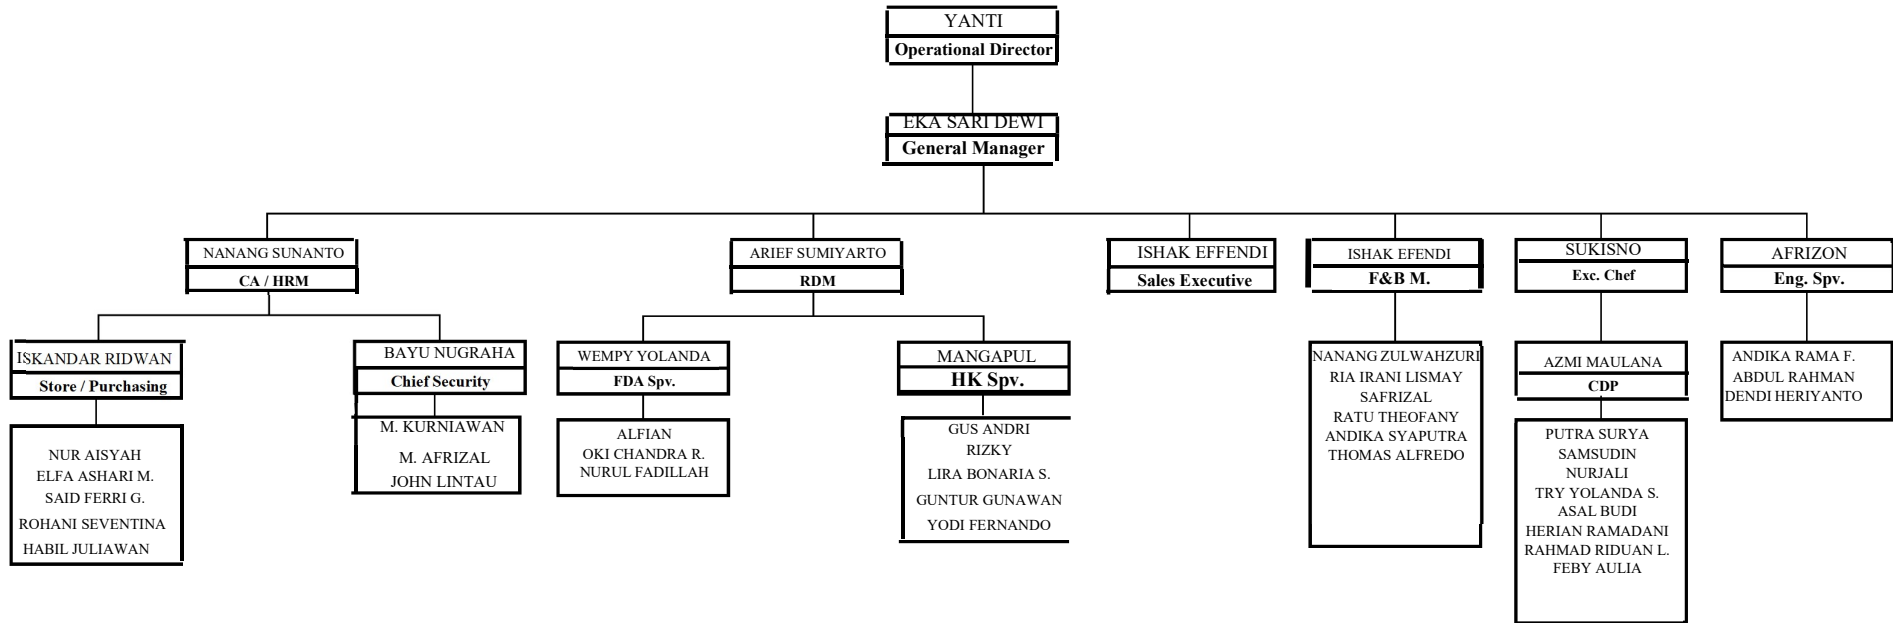 YANTI
Operational Director
EKA SARI DEWI
General Manager
NANANG SUNANTO
CA / HRM
ARIEF SUMIYARTO
RDM
ISHAK EFFENDI
Sales Executive
ISHAK EFENDI
F&B M.
SUKISNO
Exc. Chef
AFRIZON
Eng. Spv.
ISKANDAR RIDWAN
Store / Purchasing
BAYU NUGRAHA
Chief Security
WEMPY YOLANDA
FDA Spv.
MANGAPUL
HK Spv.
AZMI MAULANA
CDP
NUR AISYAH
ELFA ASHARI M.
SAID FERRI G.
ROHANI SEVENTINA
HABIL JULIAWAN
M. KURNIAWAN
M. AFRIZAL
JOHN LINTAU
ALFIAN
OKI CHANDRA R.
NURUL FADILLAH
GUS ANDRI
RIZKY
LIRA BONARIA S.
GUNTUR GUNAWAN
YODI FERNANDO
NANANG ZULWAHZURI
RIA IRANI LISMAY
SAFRIZAL
RATU THEOFANY
ANDIKA SYAPUTRA
THOMAS ALFREDO
PUTRA SURYA
SAMSUDIN
NURJALI
TRY YOLANDA S.
ASAL BUDI
HERIAN RAMADANI
RAHMAD RIDUAN L.
FEBY AULIA
ANDIKA RAMA F.
ABDUL RAHMAN
DENDI HERIYANTO